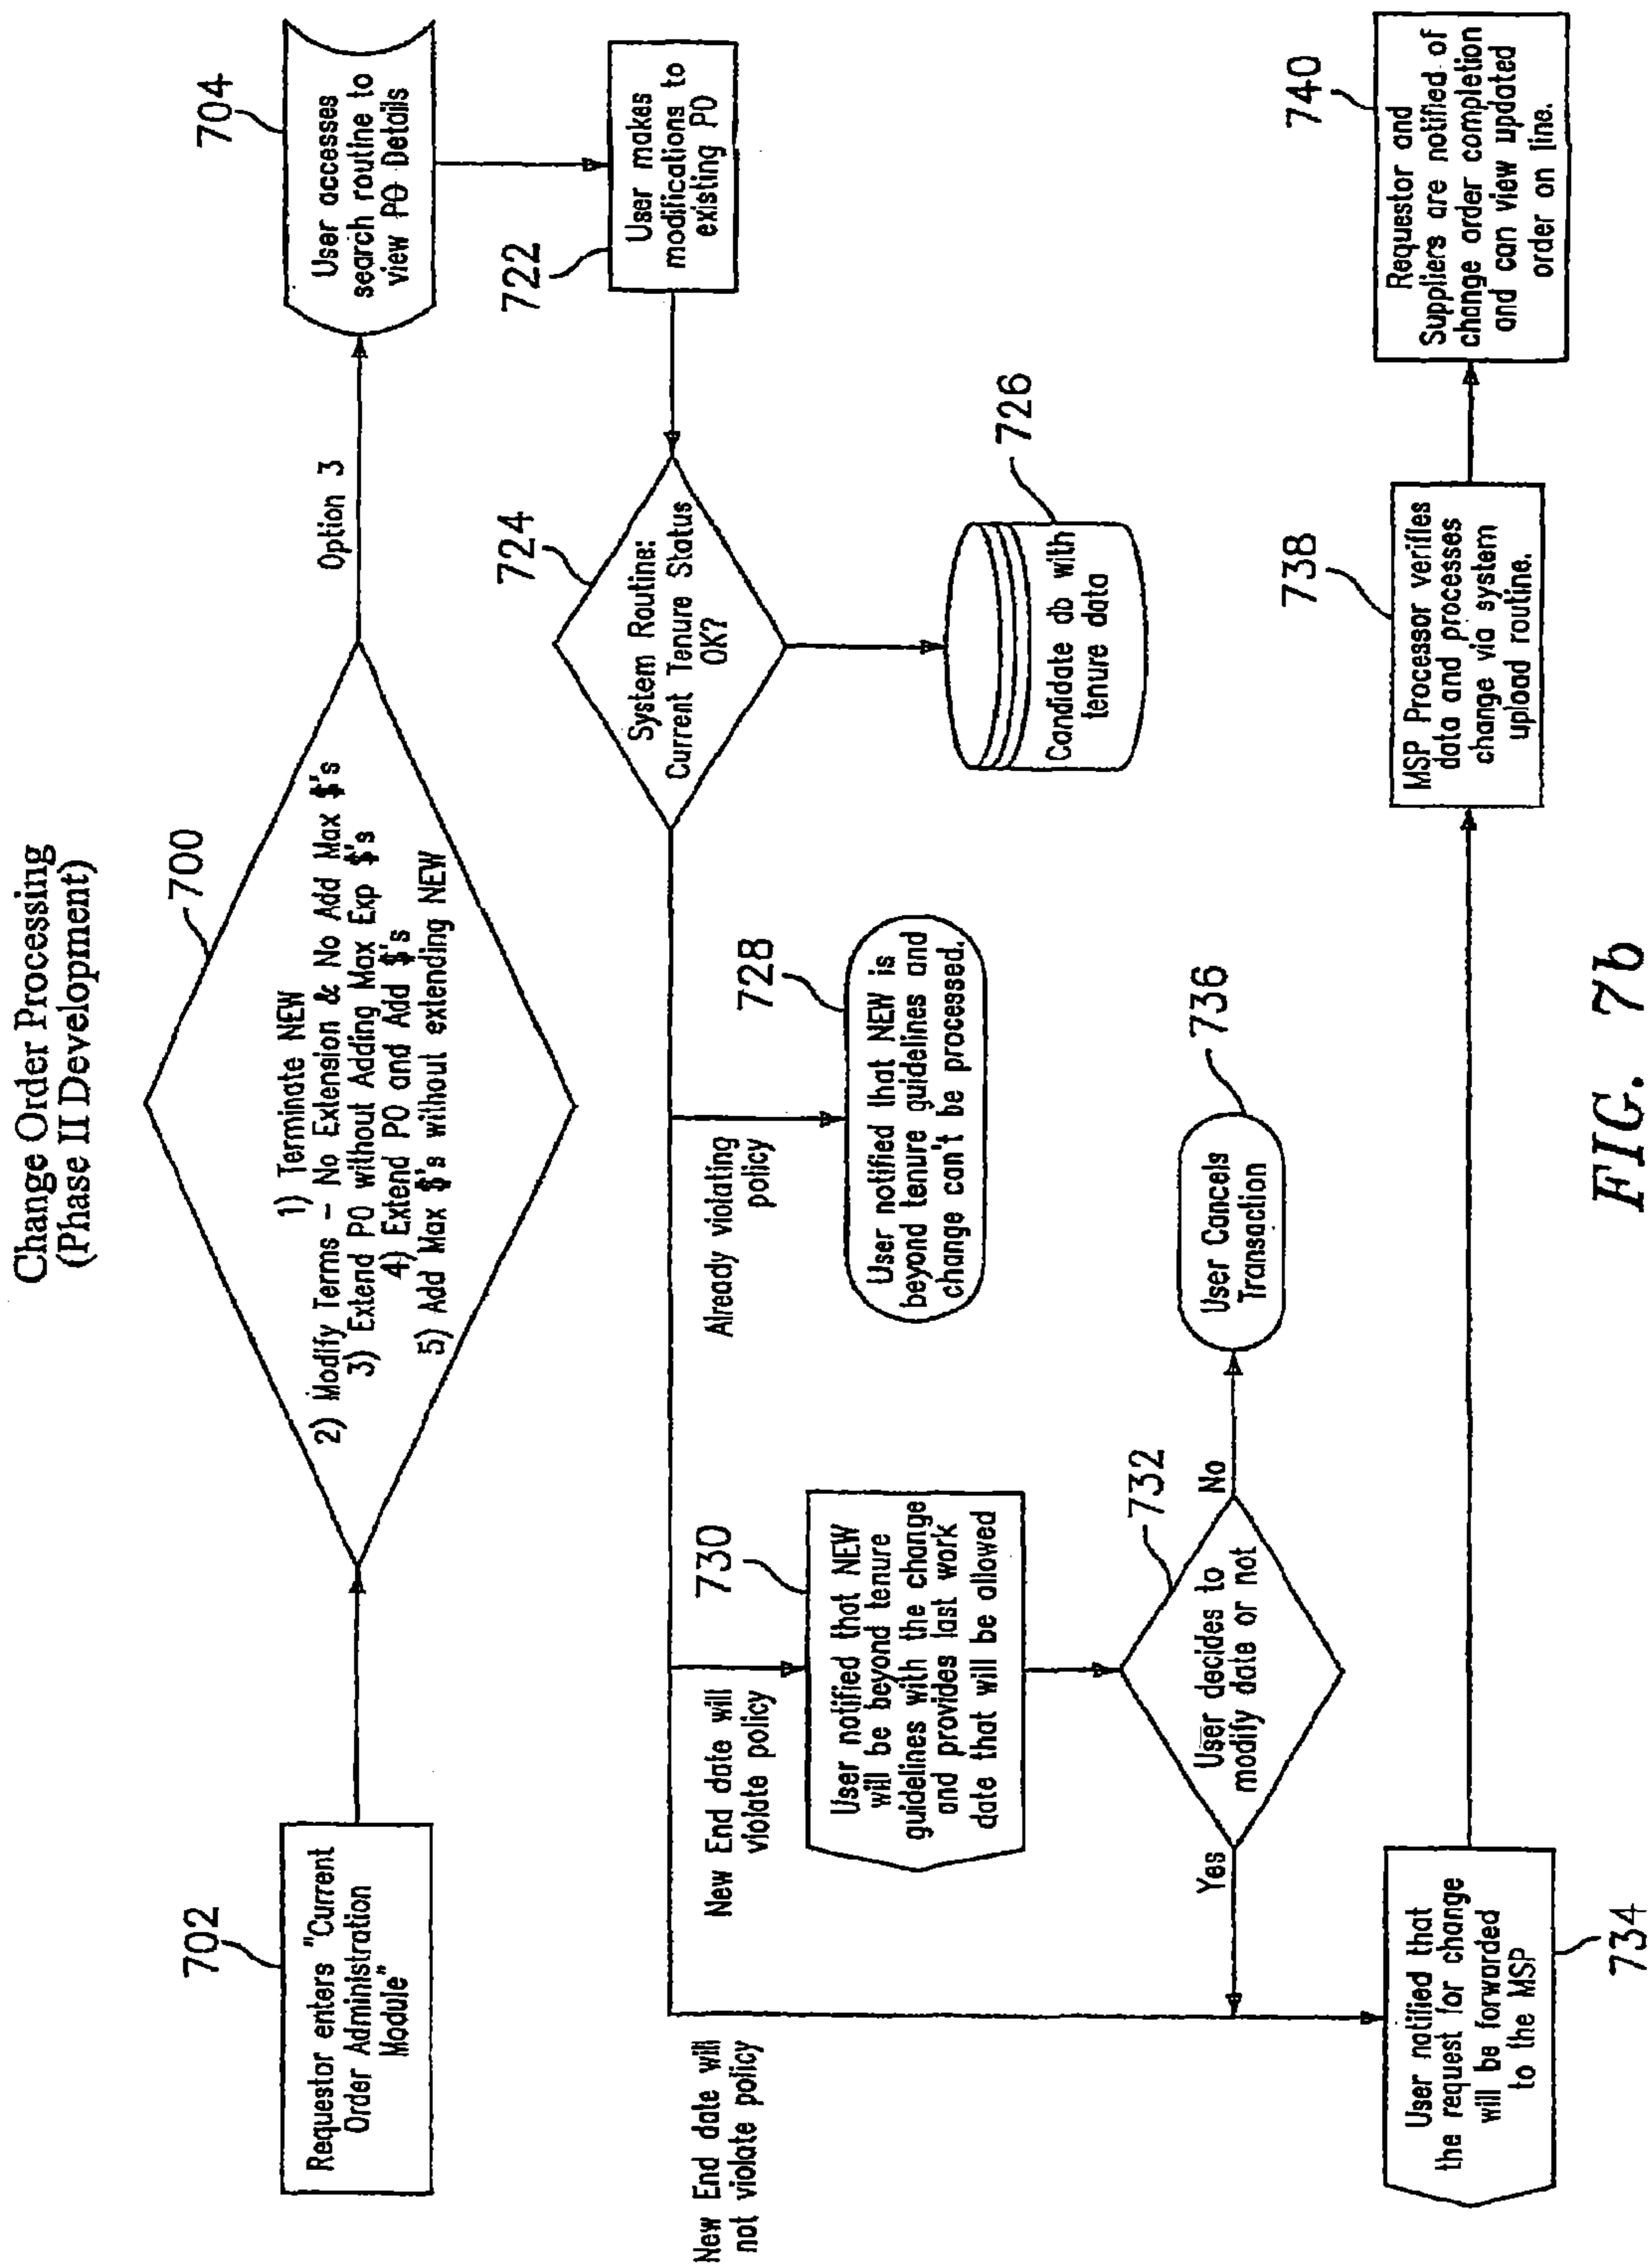 Change Order Processing
(Phase II Development)
702
Requestor enters "Current
Order Administration
Module"
700
1) Terminate NEW
2) Modify Terms – No Extension & No Add Max $'s
3) Extend PO without Adding Max Exp $'s
4) Extend PO and Add $'s
5) Add Max $'s without extending NEW
Option 3
704
User accesses
search routine to
view PO Details
722
User makes
modifications to
existing PO
724
System Routine:
Current Tenure Status
OK?
726
Candidate db with
tenure data
Already violating
policy
728
User notified that NEW is
beyond tenure guidelines and
change can't be processed.
New End date will
violate policy
730
User notified that NEW
will be beyond tenure
guidelines with the change
and provides last work
date that will be allowed
732
User decides to
modify date or not
No
736
User Cancels
Transaction
Yes
New End date will
not violate policy
734
User notified that
the request for change
will be forwarded
to the MSP
738
MSP Processor verifies
data and processes
change via system
upload routine.
740
Requestor and
Suppliers are notified of
change order completion
and can view updated
order on line.
FIG. 7b